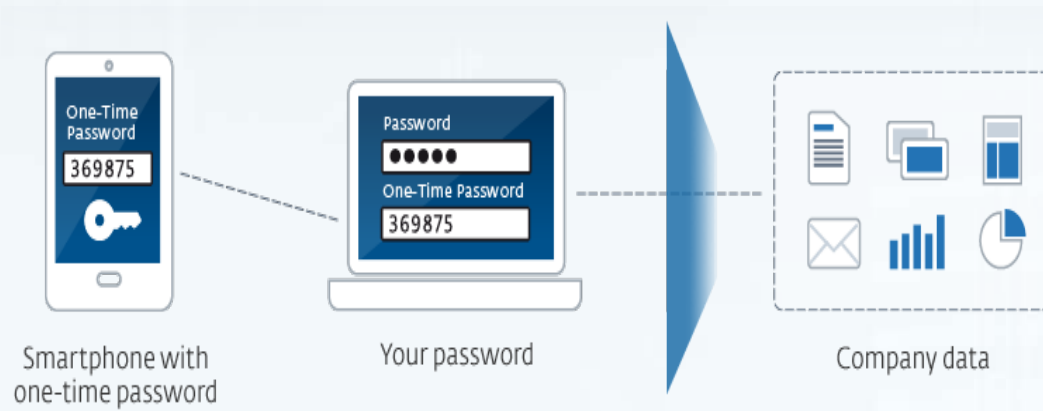 One-Time
Password
369875
Password
●●●●●
One-Time Password
369875
Smartphone with
one-time password
Your password
Company data